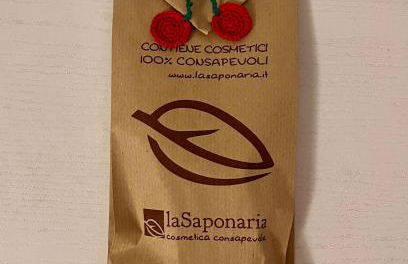 CONTIENE COSMETICI
100% CONSAPEVOLI
www.lasaponaria.it
laSaponaria
cosmetica consapevole